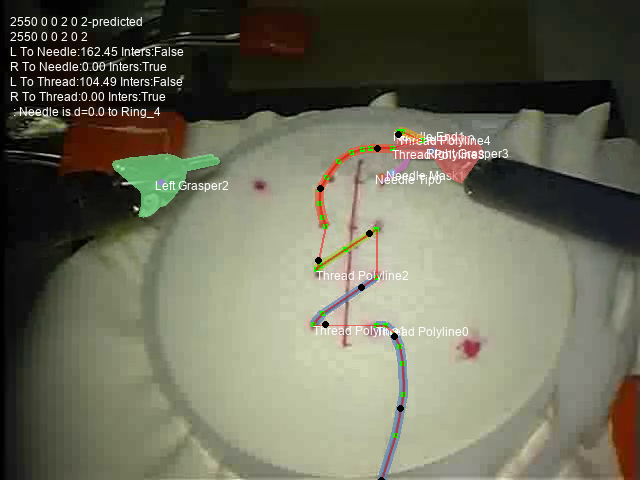 2550 0 0 2 0 2-predicted
2550 0 0 2 0 2
L To Needle:162.45 Inters:False
R To Needle:0.00 Inters:True
L To Thread:104.49 Inters:False
R To Thread:0.00 Inters:True
: Needle is d=0.0 to Ring_4
Thread Polyline4
Left Grasper2
Needle Mask
Needle Tip0
Thread Polyline2
Thread Polyline0